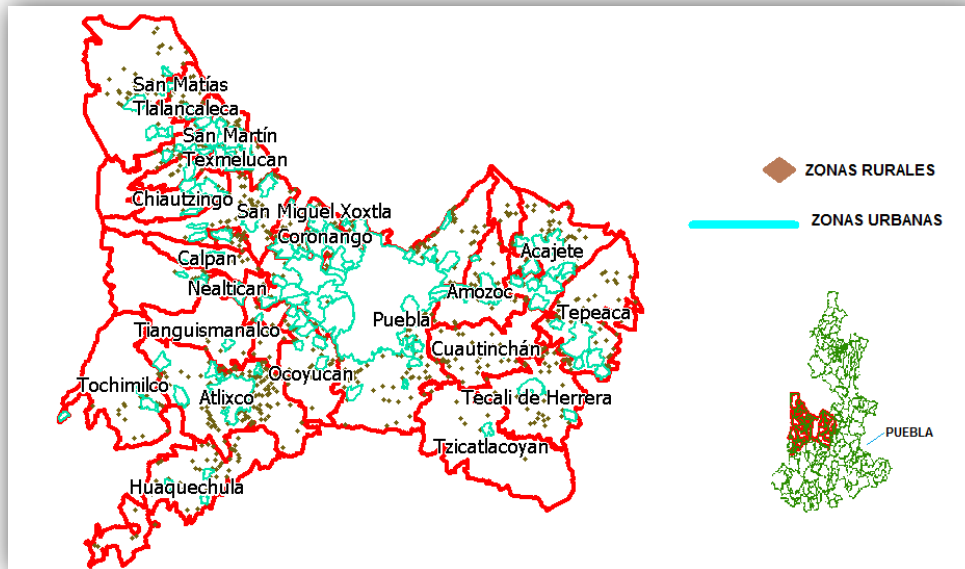 San Matías
Tlalancaleca
San Martín
Texmelucan
Chiautzingo
San Miguel Xoxtla
Coronango
Calpan
Nealtican
Acajete
Amozoc
Tepeaca
Puebla
Tianguismanalco
Cuautinchán
Ocoyucan
Tochimilco
Atlixco
Tecali de Herrera
Tzicatlacoyan
Huaquechula
ZONAS RURALES
ZONAS URBANAS
PUEBLA